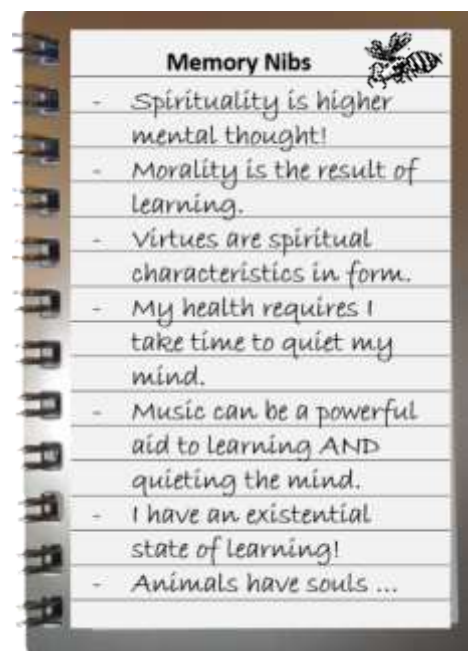 Memory Nibs
- Spirituality is higher
mental thought!
- Morality is the result of
learning.
- Virtues are spiritual
characteristics in form.
- My health requires I
take time to quiet my
mind.
- Music can be a powerful
aid to learning AND
quieting the mind.
- I have an existential
state of learning!
- Animals have souls ...